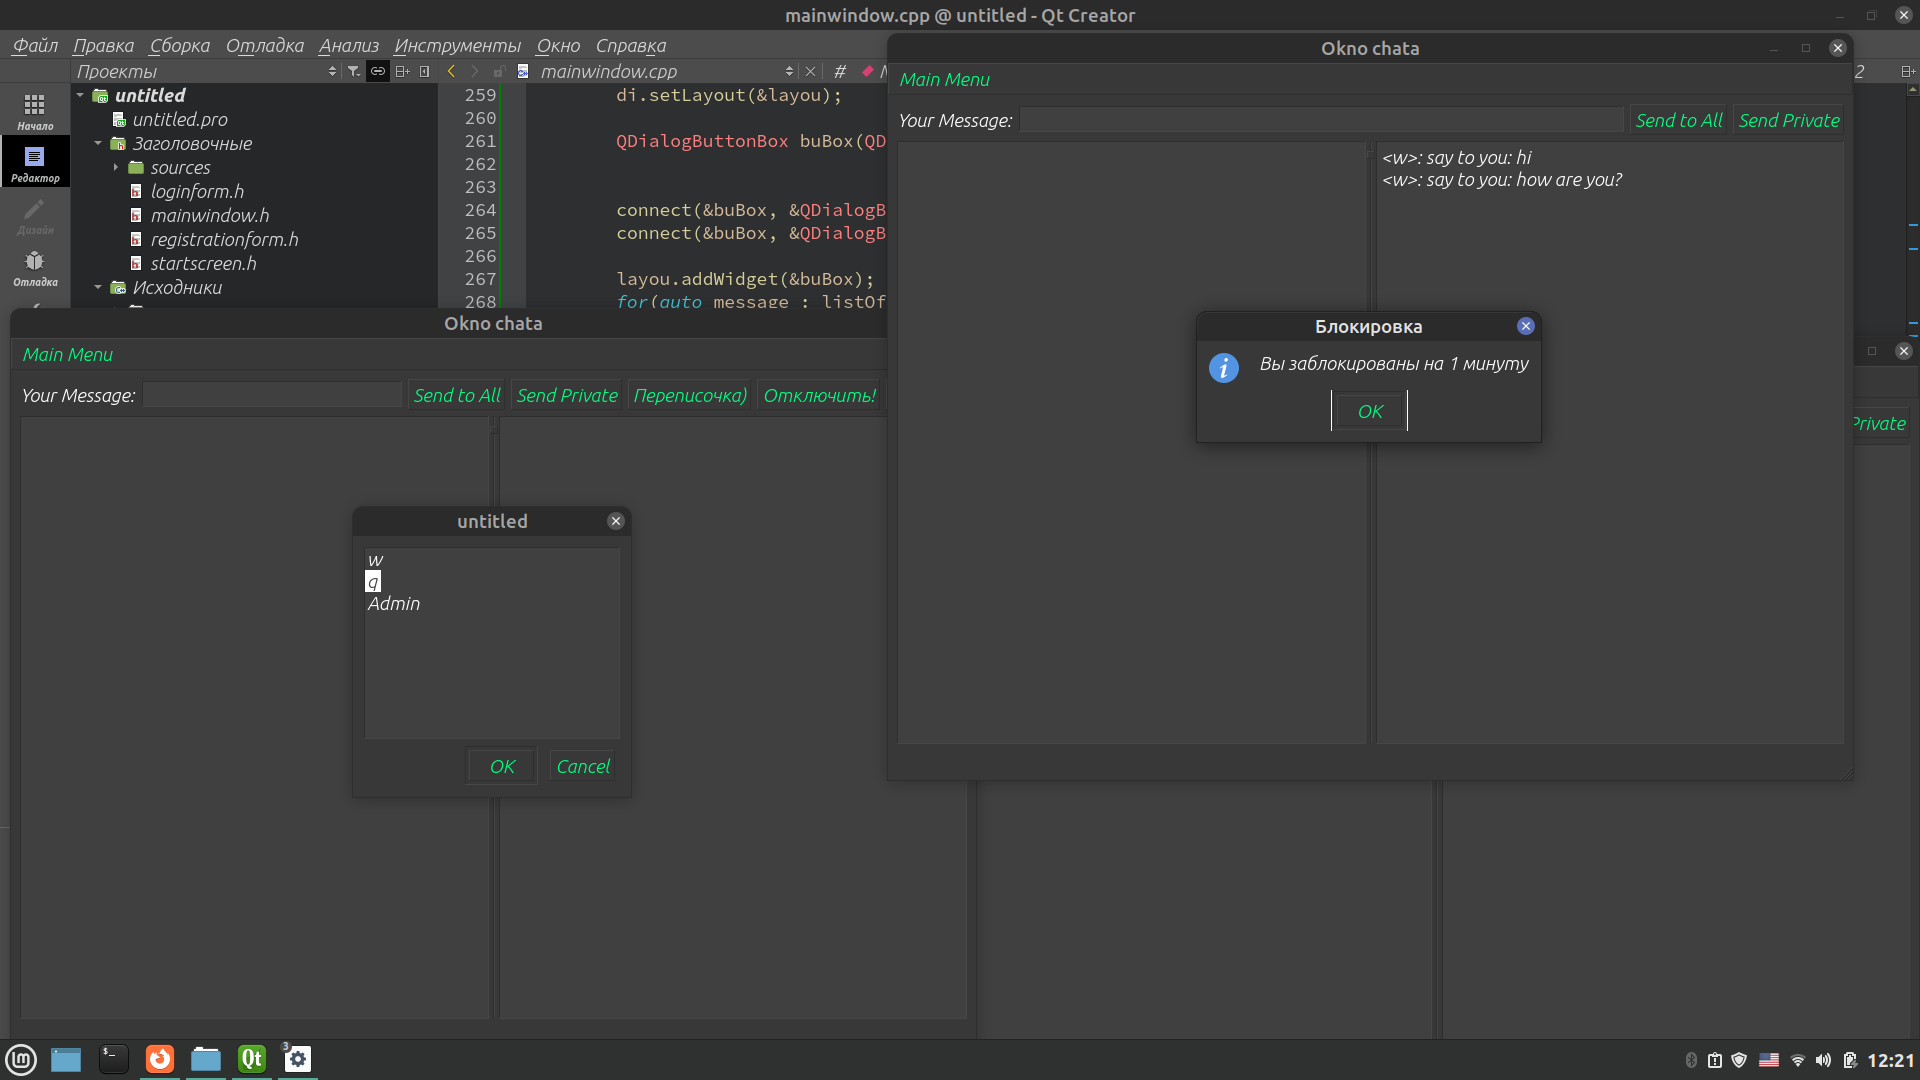 mainwindow.cpp @ untitled - Qt Creator
Файл Правка Сборка Отладка Анализ Инструменты Окно Справка
Проекты
mainwindow.cpp
#
Начало
Редактор
Дизайн
Отладка
untitled
untitled.pro
Заголовочные
sources
loginform.h
mainwindow.h
registrationform.h
startscreen.h
Исходники
259 di.setLayout(&layou);
260
261 QDialogButtonBox buBox(QD
262
263
264 connect(&buBox, &QDialogB
265 connect(&buBox, &QDialogB
266
267 layou.addWidget(&buBox);
268 for(auto message : listOf
2
Okno chata
Main Menu
Your Message: Send to All Send Private
<w>: say to you: hi
<w>: say to you: how are you?
Блокировка
Вы заблокированы на 1 минуту
OK
Private
Okno chata
Main Menu
Your Message: Send to All Send Private Переписочка) Отключить!
untitled
w
q
Admin
OK Cancel
lm
$_
Qt
3
12:21